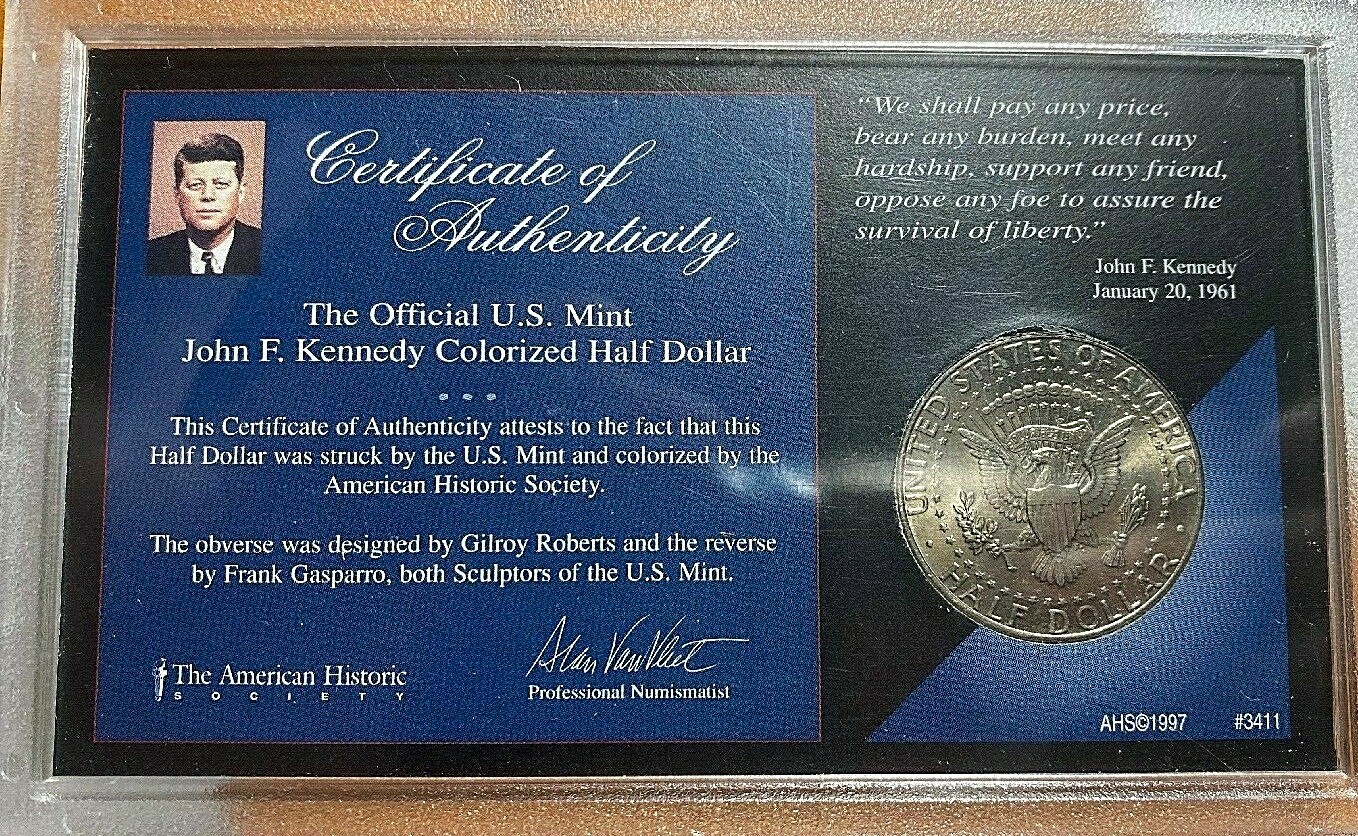 Certificate of
Authenticity
The Official U.S. Mint
John F. Kennedy Colorized Half Dollar
This Certificate of Authenticity attests to the fact that this
Half Dollar was struck by the U.S. Mint and colorized by the
American Historic Society.
The obverse was designed by Gilroy Roberts and the reverse
by Frank Gasparro, both Sculptors of the U.S. Mint.
The American Historic
SOCIETY
Alan VanVliet
Professional Numismatist
“We shall pay any price,
bear any burden, meet any
hardship, support any friend,
oppose any foe to assure the
survival of liberty.”
John F. Kennedy
January 20, 1961
UNITED STATES OF AMERICA
HALF DOLLAR
AHS©1997 #3411